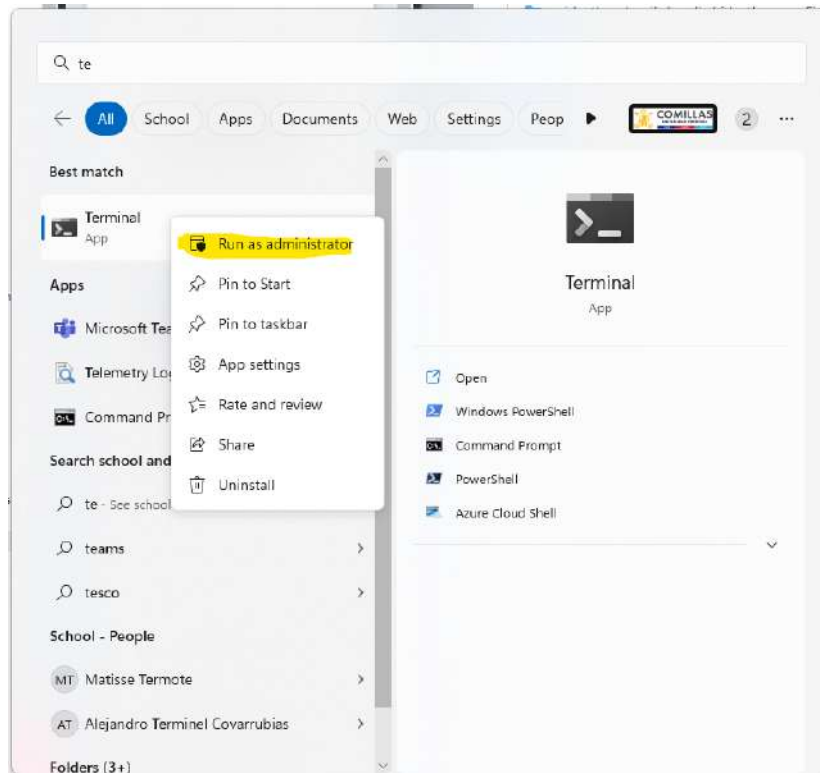 te
All School Apps Documents Web Settings Peop COMILLAS 2 ...
Best match
Terminal
App
Run as administrator
Apps
Pin to Start
Microsoft Tea
Pin to taskbar
Telemetry Lo
App settings
Command Pr
Rate and review
Search school and
Share
te - See school
Uninstall
teams
tesco
School - People
MT Matisse Termote
AT Alejandro Terminel Covarrubias
Folders (3+)
Terminal
App
Open
Windows PowerShell
Command Prompt
PowerShell
Azure Cloud Shell